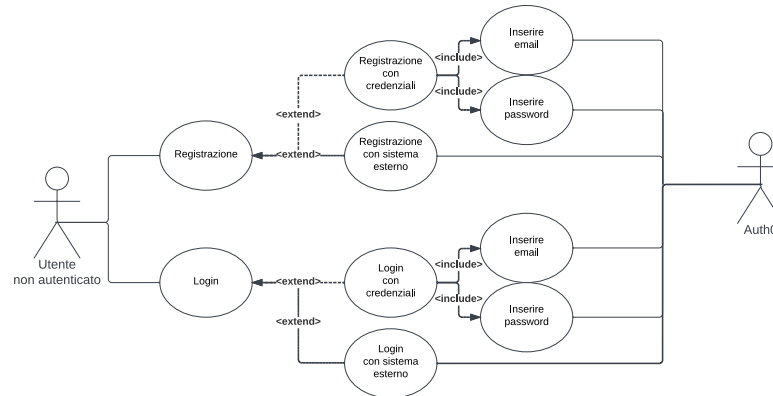 Inserire
email
Registrazione
con
credenziali
<include>
<include>
Inserire
password
<extend>
Registrazione
<extend>
Registrazione
con sistema
esterno
Utente
non autenticato
Auth0
Inserire
email
Login
<extend>
Login
con
credenziali
<include>
<include>
Inserire
password
<extend>
Login
con sistema
esterno